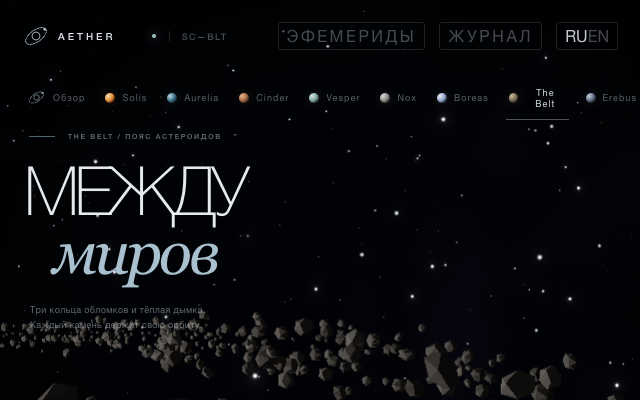 AETHER
SC—BLT
ЭФЕМЕРИДЫ
ЖУРНАЛ
RU EN
Обзор
Solis
Aurelia
Cinder
Vesper
Nox
Boreas
The Belt
Erebus
THE BELT / ПОЯС АСТЕРОИДОВ
МЕЖДУ
миров
Три кольца обломков и тёплая дымка.
Каждый камень держит свою орбиту.